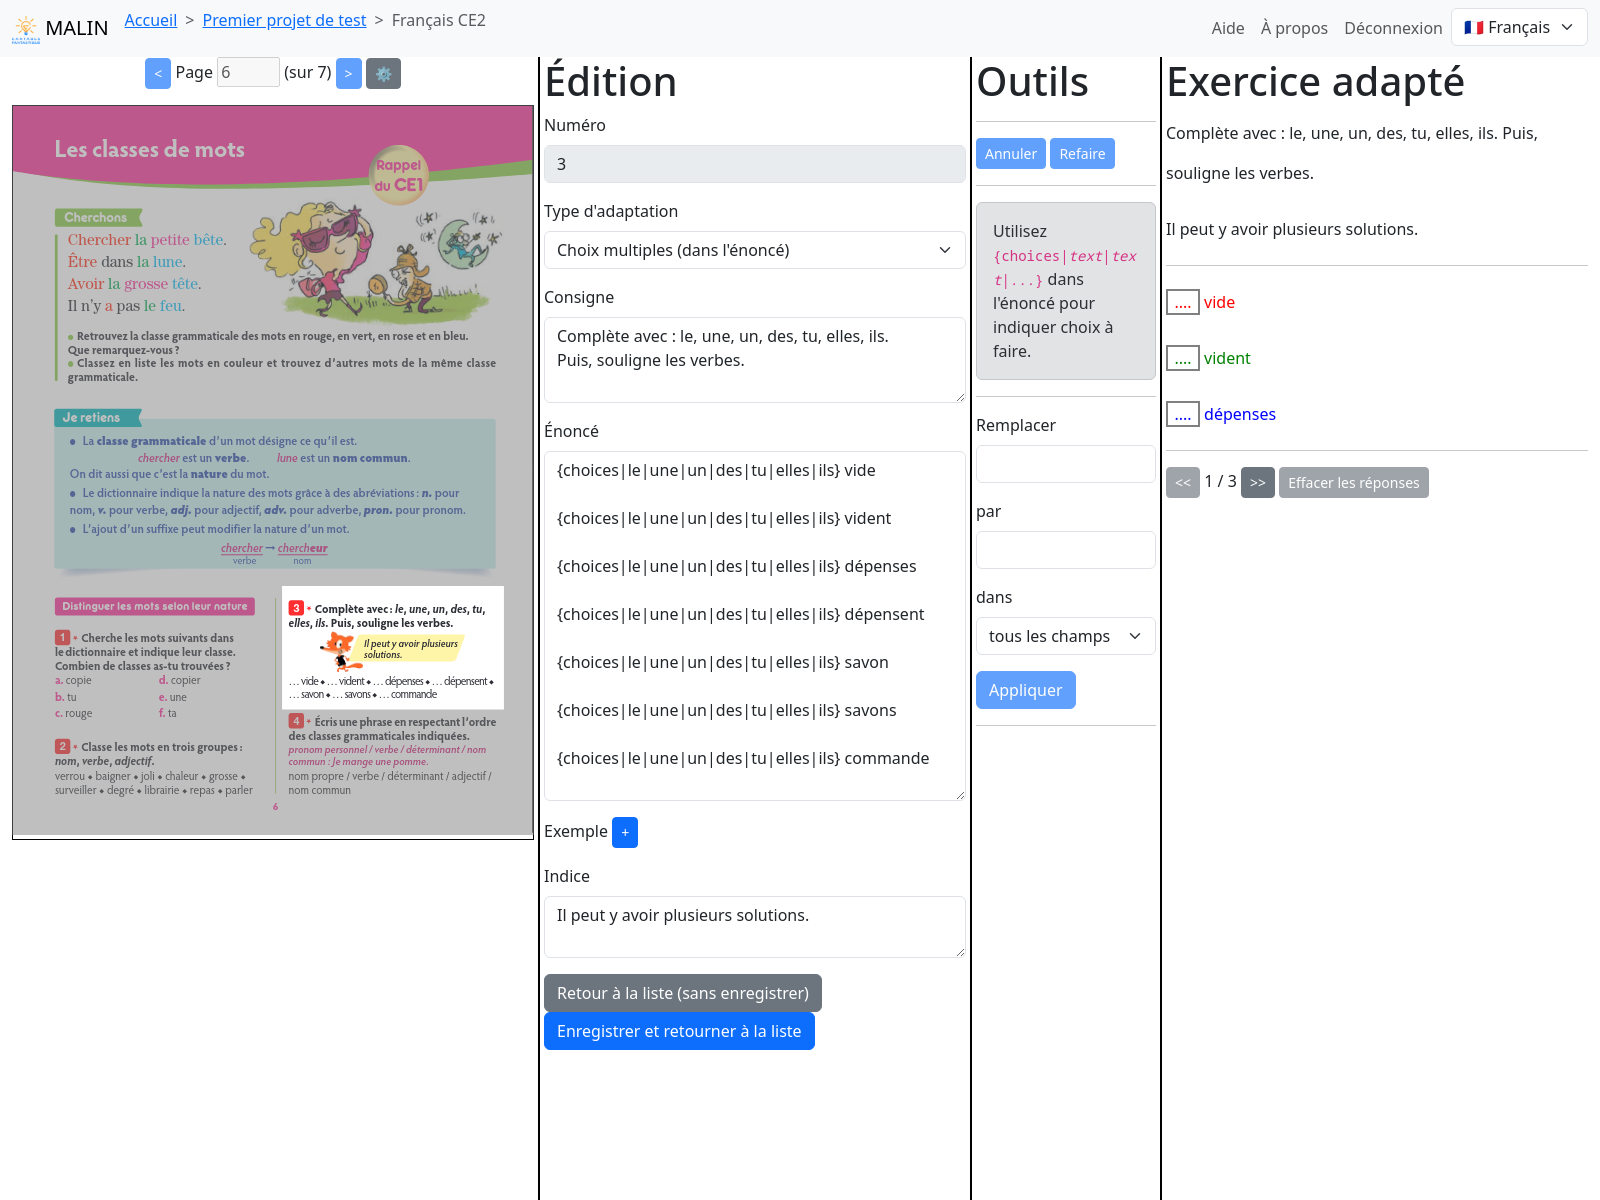 MALIN
Accueil > Premier projet de test > Français CE2
Aide À propos Déconnexion 🇫🇷 Français
< Page 6 (sur 7) > ⚙️
Les classes de mots
Rappel
du CE1
Cherchons
Chercher la petite bête.
Être dans la lune.
Avoir la grosse tête.
Il n'y a pas le feu.
• Retrouvez la classe grammaticale des mots en rouge, en vert, en rose et en bleu.
Que remarquez-vous ?
• Classez en liste les mots en couleur et trouvez d'autres mots de la même classe
grammaticale.
Je retiens
• La classe grammaticale d'un mot désigne ce qu'il est.
chercher est un verbe. lune est un nom commun.
On dit aussi que c'est la nature du mot.
• Le dictionnaire indique la nature des mots grâce à des abréviations : n. pour
nom, v. pour verbe, adj. pour adjectif, adv. pour adverbe, pron. pour pronom.
• L'ajout d'un suffixe peut modifier la nature d'un mot.
chercher → chercheur
verbe nom
Distinguer les mots selon leur nature
1 * Cherche les mots suivants dans
le dictionnaire et indique leur classe.
Combien de classes as-tu trouvées ?
a. copie d. copier
b. tu e. une
c. rouge f. ta
2 * Classe les mots en trois groupes :
nom, verbe, adjectif.
verrou ◆ baigner ◆ joli ◆ chaleur ◆ grosse ◆
surveiller ◆ degré ◆ librairie ◆ repas ◆ parler
3 * Complète avec : le, une, un, des, tu,
elles, ils. Puis, souligne les verbes.
Il peut y avoir plusieurs
solutions.
… vide ◆ … vident ◆ … dépenses ◆ … dépensent ◆
… savon ◆ … savons ◆ … commande
4 * Écris une phrase en respectant l'ordre
des classes grammaticales indiquées.
pronom personnel / verbe / déterminant / nom
commun : Je mange une pomme.
nom propre / verbe / déterminant / adjectif /
nom commun
6
Édition
Numéro
3
Type d'adaptation
Choix multiples (dans l'énoncé)
Consigne
Complète avec : le, une, un, des, tu, elles, ils.
Puis, souligne les verbes.
Énoncé
{choices|le|une|un|des|tu|elles|ils} vide
{choices|le|une|un|des|tu|elles|ils} vident
{choices|le|une|un|des|tu|elles|ils} dépenses
{choices|le|une|un|des|tu|elles|ils} dépensent
{choices|le|une|un|des|tu|elles|ils} savon
{choices|le|une|un|des|tu|elles|ils} savons
{choices|le|une|un|des|tu|elles|ils} commande
Exemple +
Indice
Il peut y avoir plusieurs solutions.
Retour à la liste (sans enregistrer)
Enregistrer et retourner à la liste
Outils
Annuler Refaire
Utilisez
{choices|text|tex
t|...} dans
l'énoncé pour
indiquer choix à
faire.
Remplacer
par
dans
tous les champs
Appliquer
Exercice adapté
Complète avec : le, une, un, des, tu, elles, ils. Puis,
souligne les verbes.
Il peut y avoir plusieurs solutions.
.... vide
.... vident
.... dépenses
<< 1 / 3 >> Effacer les réponses